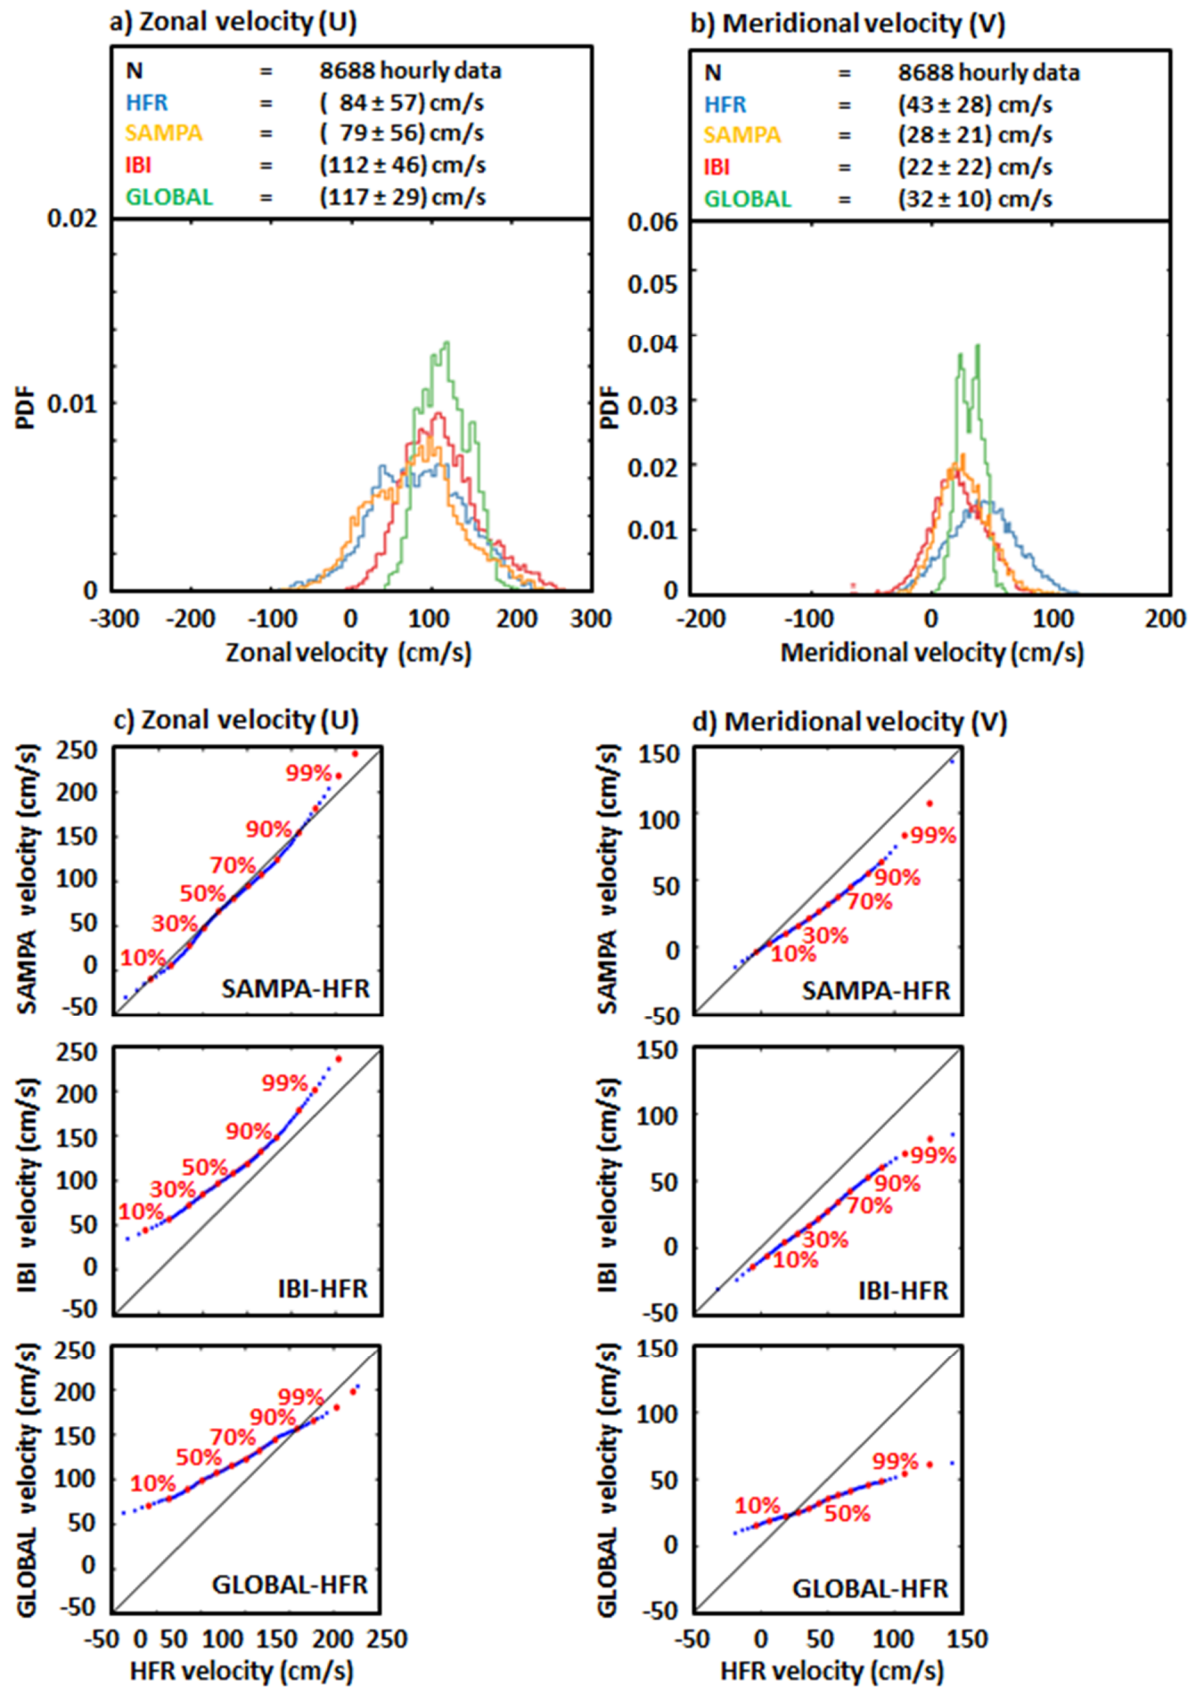 a) Zonal velocity (U)
N = 8688 hourly data
HFR = ( 84 ± 57) cm/s
SAMPA = ( 79 ± 56) cm/s
IBI = (112 ± 46) cm/s
GLOBAL = (117 ± 29) cm/s
0.02
0.01
0
PDF
-300 -200 -100 0 100 200 300
Zonal velocity (cm/s)
b) Meridional velocity (V)
N = 8688 hourly data
HFR = (43 ± 28) cm/s
SAMPA = (28 ± 21) cm/s
IBI = (22 ± 22) cm/s
GLOBAL = (32 ± 10) cm/s
0.06
0.05
0.04
0.03
0.02
0.01
0
PDF
-200 -100 0 100 200
Meridional velocity (cm/s)
c) Zonal velocity (U)
SAMPA velocity (cm/s)
250
200
150
100
50
0
-50
99%
90%
70%
50%
30%
10%
SAMPA-HFR
IBI velocity (cm/s)
250
200
150
100
50
0
-50
99%
90%
50%
30%
10%
IBI-HFR
GLOBAL velocity (cm/s)
250
200
150
100
50
0
-50
99%
90%
70%
50%
10%
GLOBAL-HFR
-50 0 50 100 150 200 250
HFR velocity (cm/s)
d) Meridional velocity (V)
SAMPA velocity (cm/s)
150
100
50
0
-50
99%
90%
70%
30%
10%
SAMPA-HFR
IBI velocity (cm/s)
150
100
50
0
-50
99%
90%
70%
30%
10%
IBI-HFR
GLOBAL velocity (cm/s)
150
100
50
0
-50
99%
10%
50%
GLOBAL-HFR
-50 0 50 100 150
HFR velocity (cm/s)